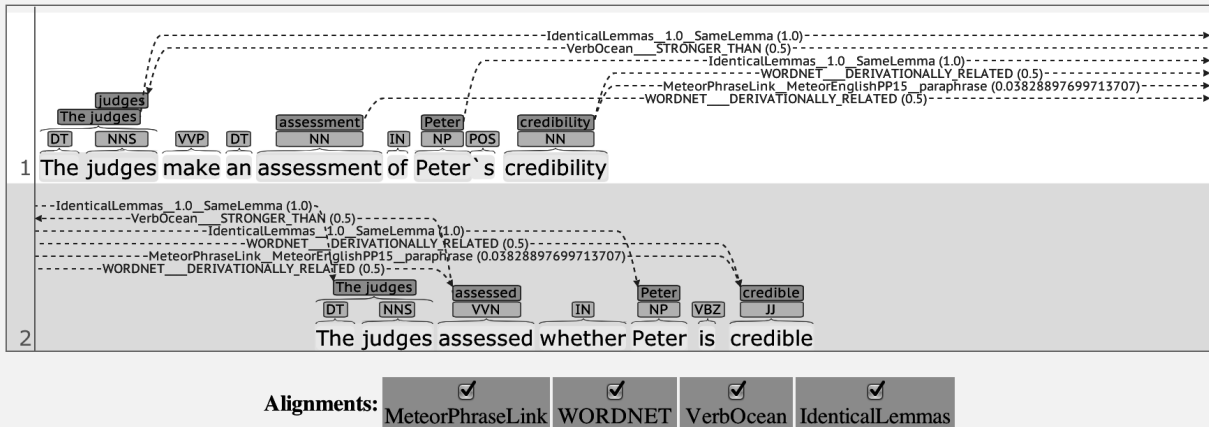 IdenticalLemmas__1.0__SameLemma (1.0)
VerbOcean___STRONGER_THAN (0.5)
IdenticalLemmas__1.0__SameLemma (1.0)
WORDNET___DERIVATIONALLY_RELATED (0.5)
MeteorPhraseLink__MeteorEnglishPP15__paraphrase (0.03828897699713707)
WORDNET___DERIVATIONALLY_RELATED (0.5)
judges
The judges assessment Peter credibility
DT NNS VVP DT NN IN NP POS NN
1 The judges make an assessment of Peter`s credibility
IdenticalLemmas__1.0__SameLemma (1.0)
VerbOcean___STRONGER_THAN (0.5)
IdenticalLemmas__1.0__SameLemma (1.0)
WORDNET___DERIVATIONALLY_RELATED (0.5)
MeteorPhraseLink__MeteorEnglishPP15__paraphrase (0.03828897699713707)
WORDNET___DERIVATIONALLY_RELATED (0.5)
The judges assessed Peter credible
DT NNS VVN IN NP VBZ JJ
2 The judges assessed whether Peter is credible
Alignments: MeteorPhraseLink WORDNET VerbOcean IdenticalLemmas